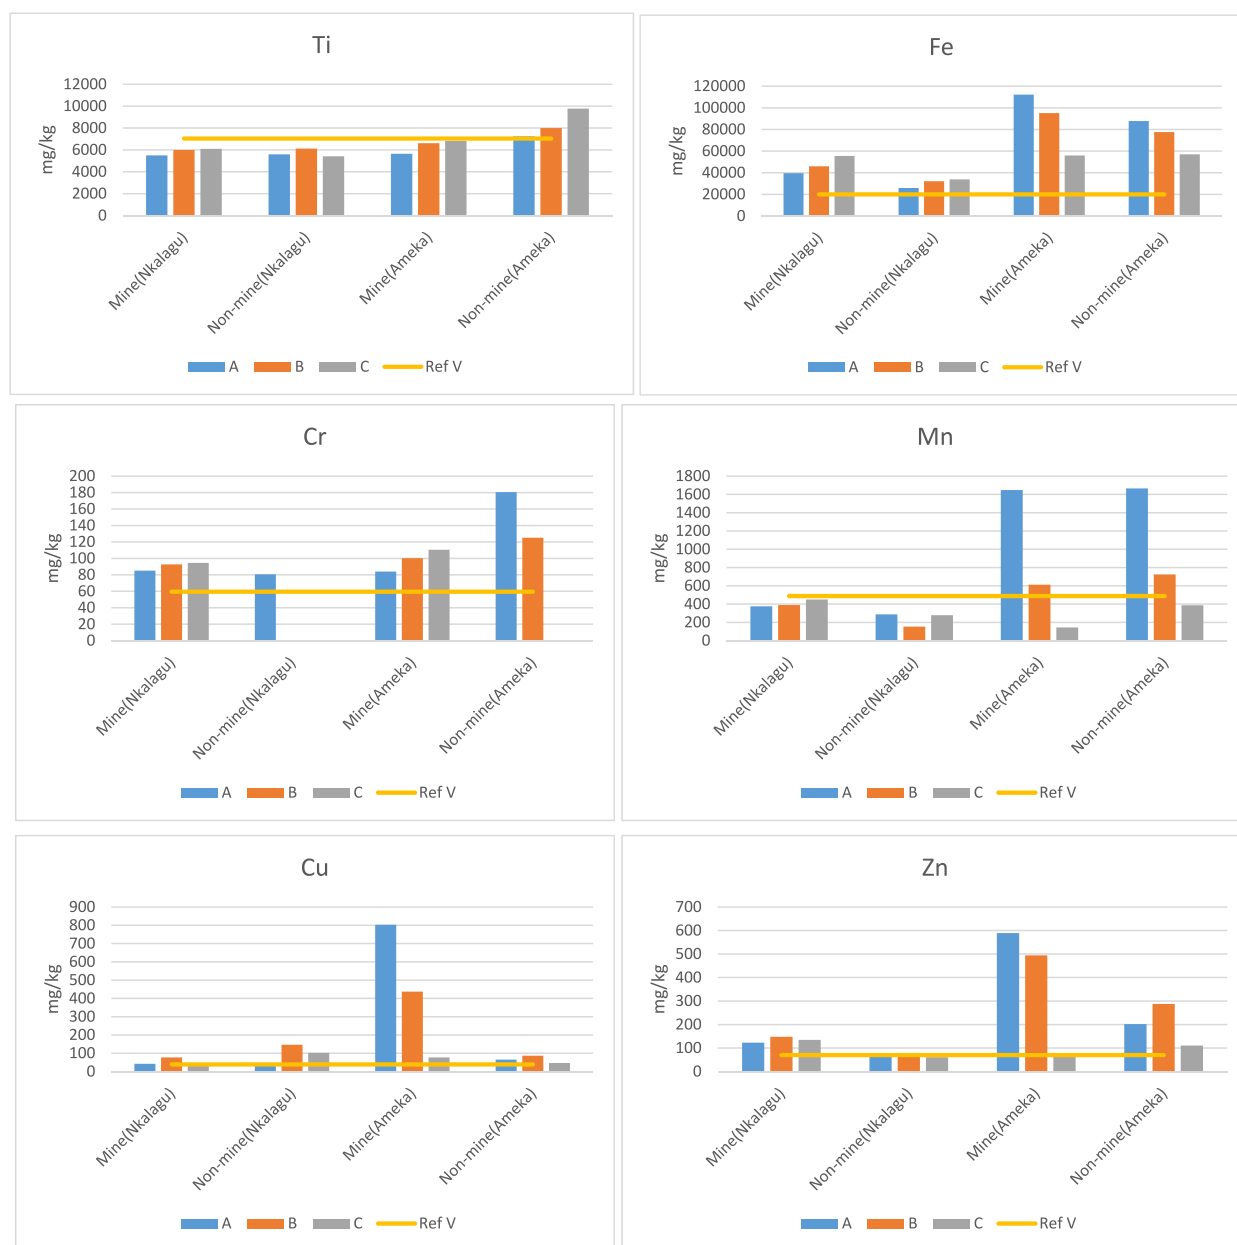 Ti
mg/kg
12000
10000
8000
6000
4000
2000
0
Mine(Nkalagu)
Non-mine(Nkalagu)
Mine(Ameka)
Non-mine(Ameka)
A B C Ref V
Fe
mg/kg
120000
100000
80000
60000
40000
20000
0
Mine(Nkalagu)
Non-mine(Nkalagu)
Mine(Ameka)
Non-mine(Ameka)
A B C Ref V
Cr
mg/kg
200
180
160
140
120
100
80
60
40
20
0
Mine(Nkalagu)
Non-mine(Nkalagu)
Mine(Ameka)
Non-mine(Ameka)
A B C Ref V
Mn
mg/kg
1800
1600
1400
1200
1000
800
600
400
200
0
Mine(Nkalagu)
Non-mine(Nkalagu)
Mine(Ameka)
Non-mine(Ameka)
A B C Ref V
Cu
mg/kg
900
800
700
600
500
400
300
200
100
0
Mine(Nkalagu)
Non-mine(Nkalagu)
Mine(Ameka)
Non-mine(Ameka)
A B C Ref V
Zn
mg/kg
700
600
500
400
300
200
100
0
Mine(Nkalagu)
Non-mine(Nkalagu)
Mine(Ameka)
Non-mine(Ameka)
A B C Ref V